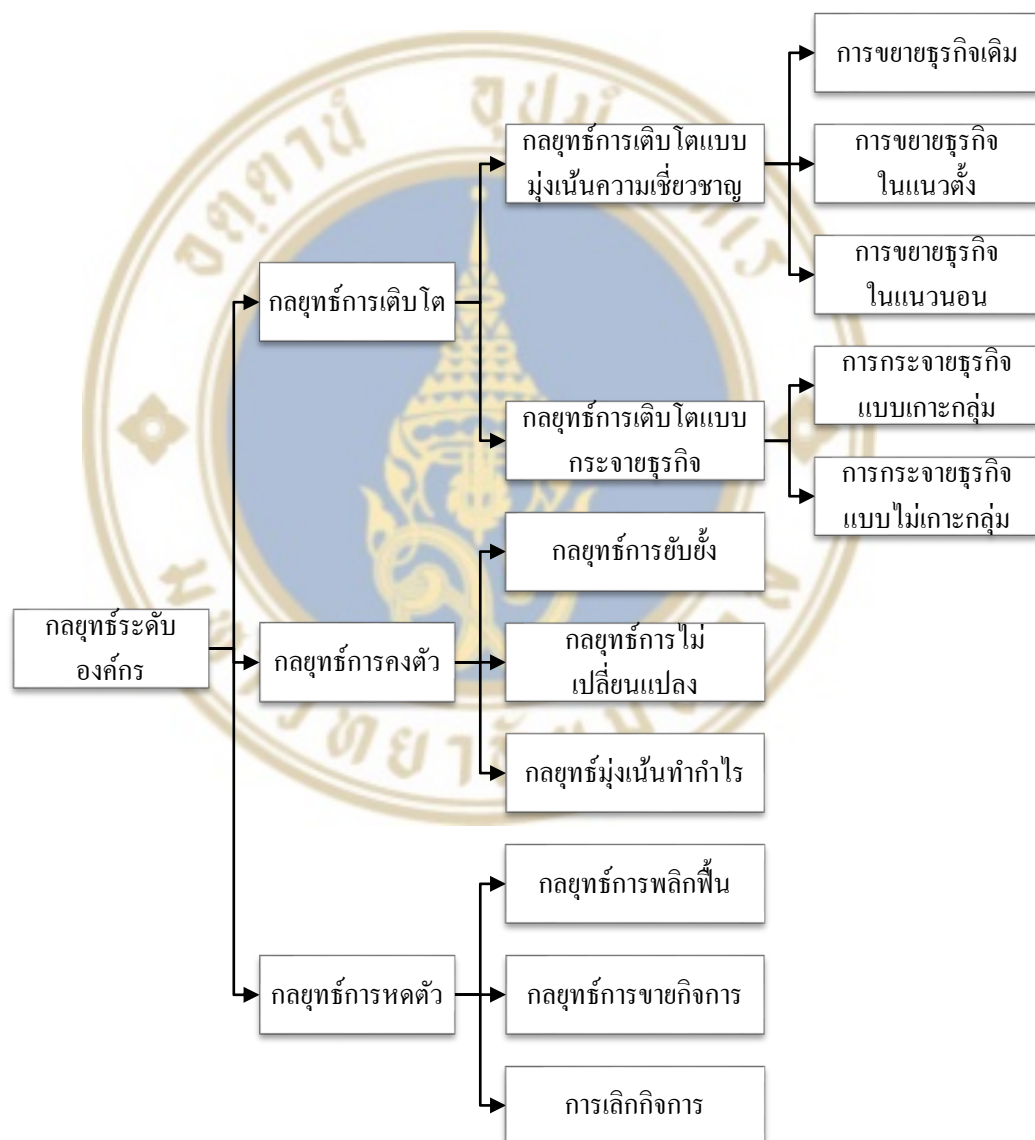 การขยายธุรกิจเดิม
กลยุทธ์การเติบโตแบบ
มุ่งเน้นความเชี่ยวชาญ
การขยายธุรกิจ
ในแนวตั้ง
การขยายธุรกิจ
ในแนวนอน
กลยุทธ์การเติบโต
การกระจายธุรกิจ
แบบเกาะกลุ่ม
กลยุทธ์การเติบโตแบบ
กระจายธุรกิจ
การกระจายธุรกิจ
แบบไม่เกาะกลุ่ม
กลยุทธ์การยับยั้ง
กลยุทธ์ระดับ
องค์กร
กลยุทธ์การคงตัว
กลยุทธ์การไม่
เปลี่ยนแปลง
กลยุทธ์มุ่งเน้นทำกำไร
กลยุทธ์การพลิกฟื้น
กลยุทธ์การหดตัว
กลยุทธ์การขายกิจการ
การเลิกกิจการ